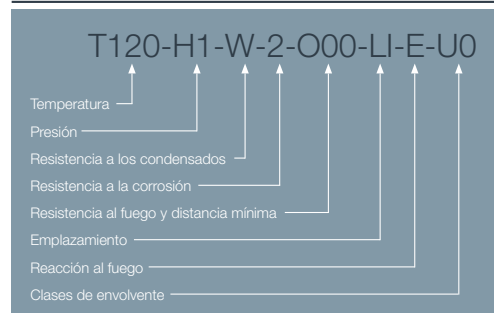 T120-H1-W-2-O00-LI-E-U0
Temperatura
Presión
Resistencia a los condensados
Resistencia a la corrosión
Resistencia al fuego y distancia mínima
Emplazamiento
Reacción al fuego
Clases de envolvente